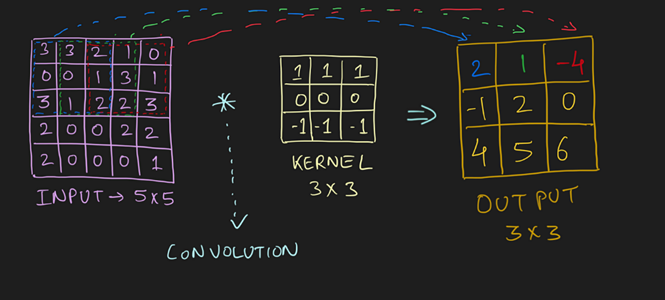 3 3 2 1 0
0 0 1 3 1
3 1 2 2 3
2 0 0 2 2
2 0 0 0 1
INPUT → 5x5
*
CONVOLUTION
1 1 1
0 0 0
-1 -1 -1
KERNEL
3 x 3
⇒
2 1 -4
-1 2 0
4 5 6
OUTPUT
3 x 3